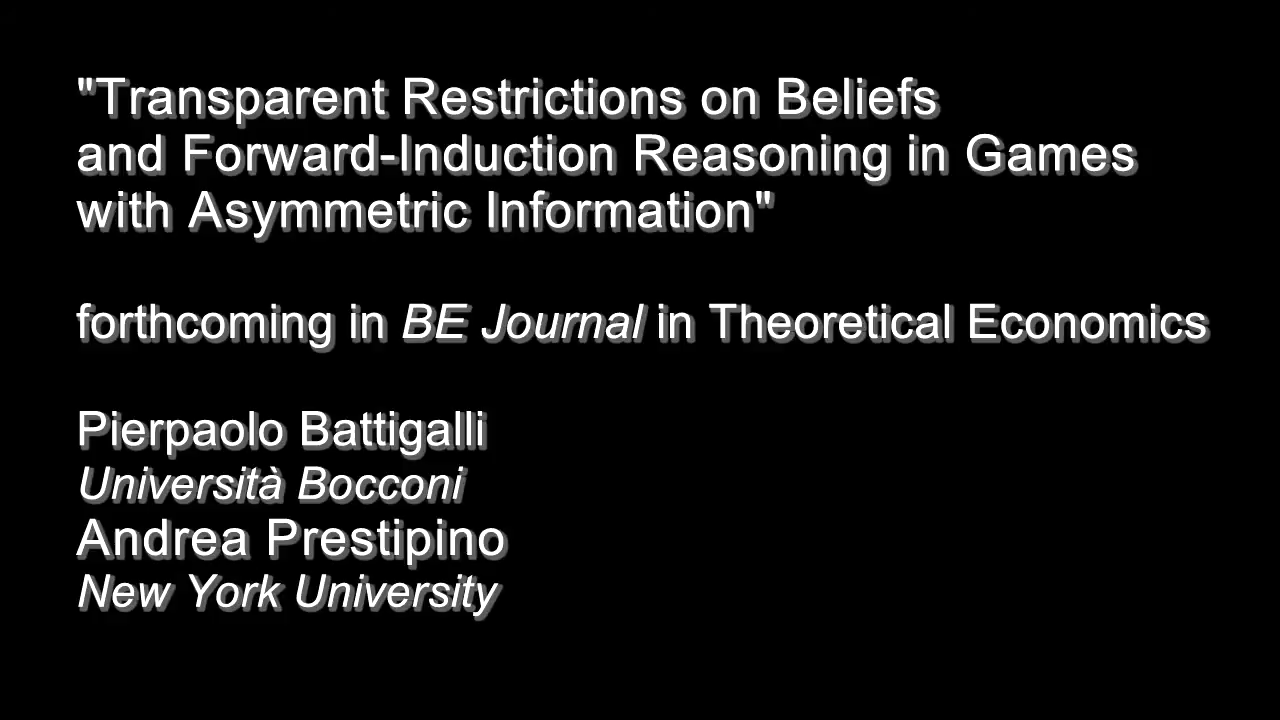 "Transparent Restrictions on Beliefs
and Forward-Induction Reasoning in Games
with Asymmetric Information"
forthcoming in BE Journal in Theoretical Economics
Pierpaolo Battigalli
Università Bocconi
Andrea Prestipino
New York University